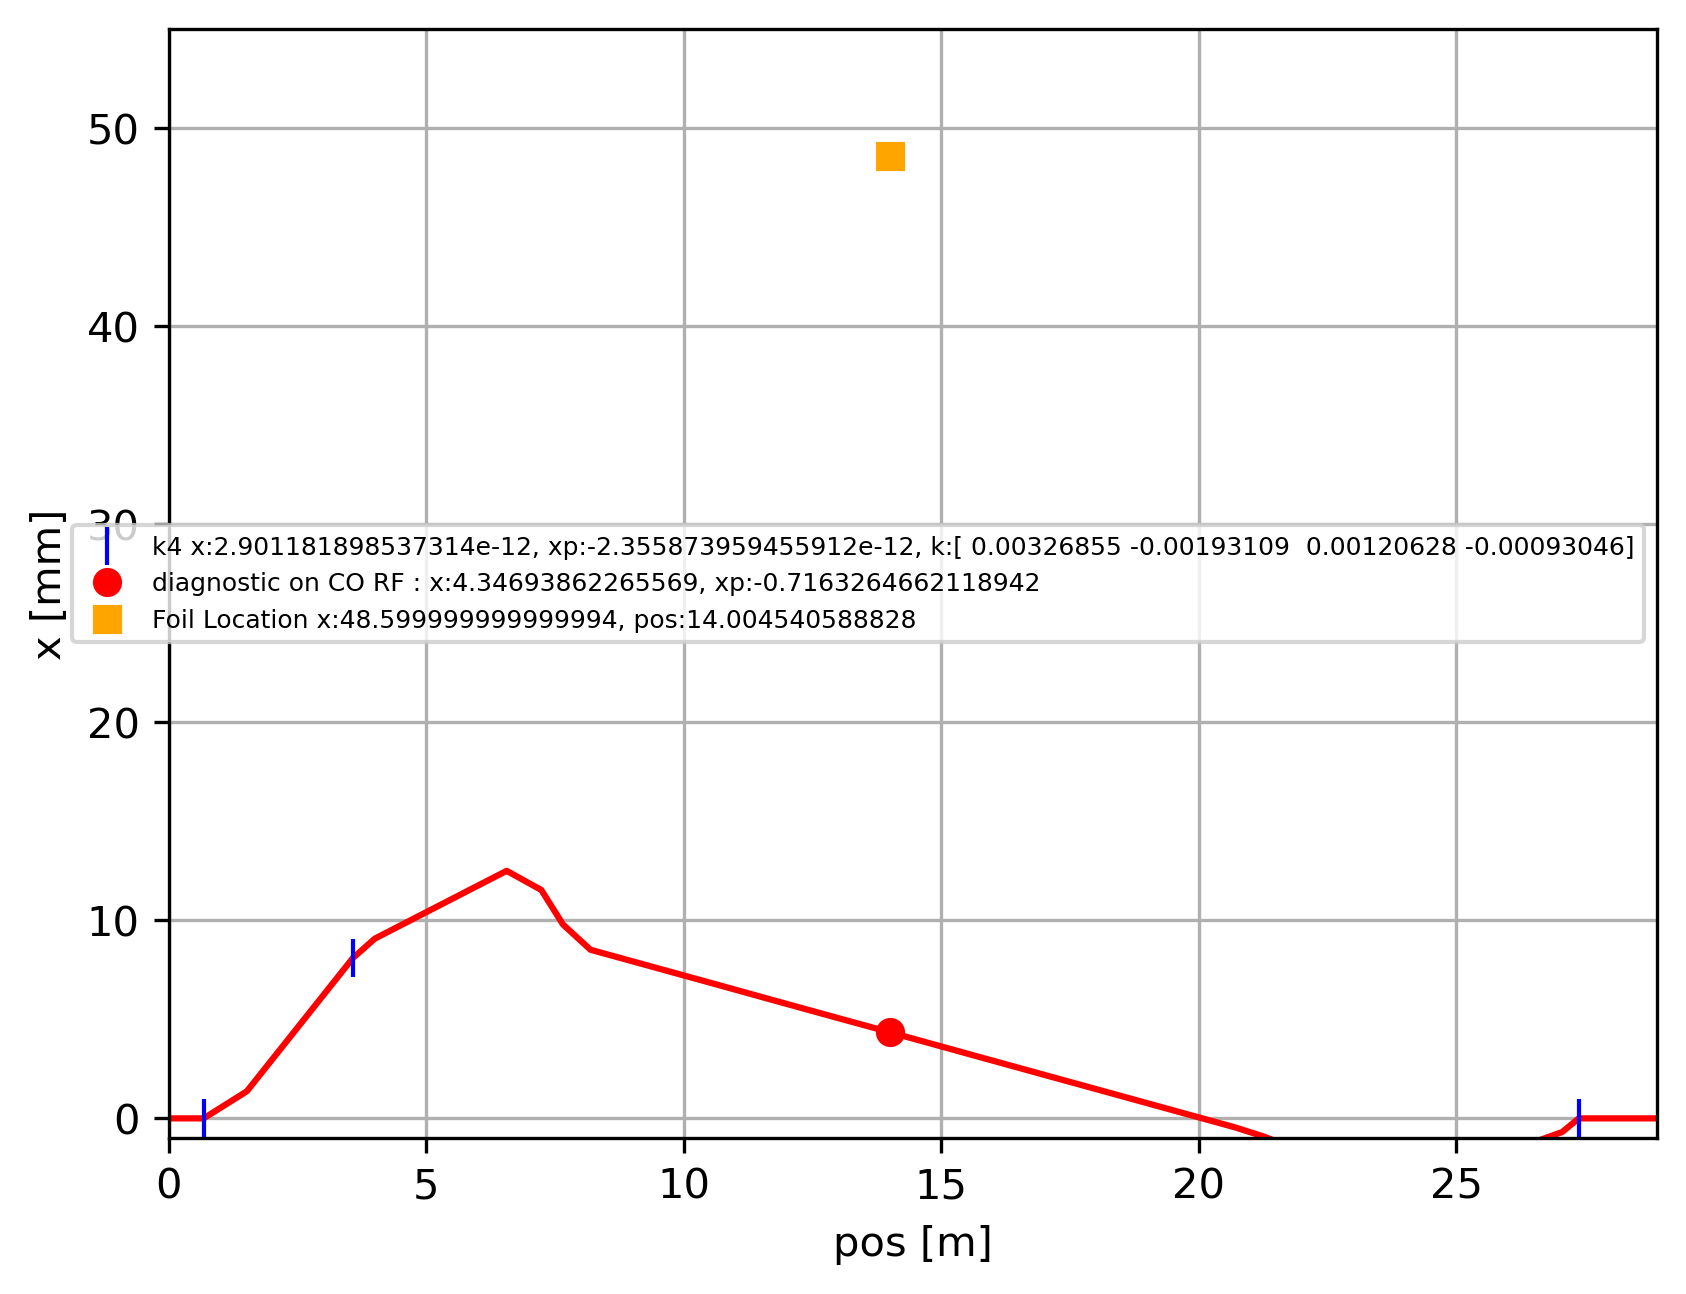 50
40
30
k4 x:2.901181898537314e-12, xp:-2.355873959455912e-12, k:[ 0.00326855 -0.00193109  0.00120628 -0.00093046]
diagnostic on CO RF : x:4.34693862265569, xp:-0.7163264662118942
Foil Location x:48.599999999999994, pos:14.004540588828
x [mm]
20
10
0
0 5 10 15 20 25
pos [m]